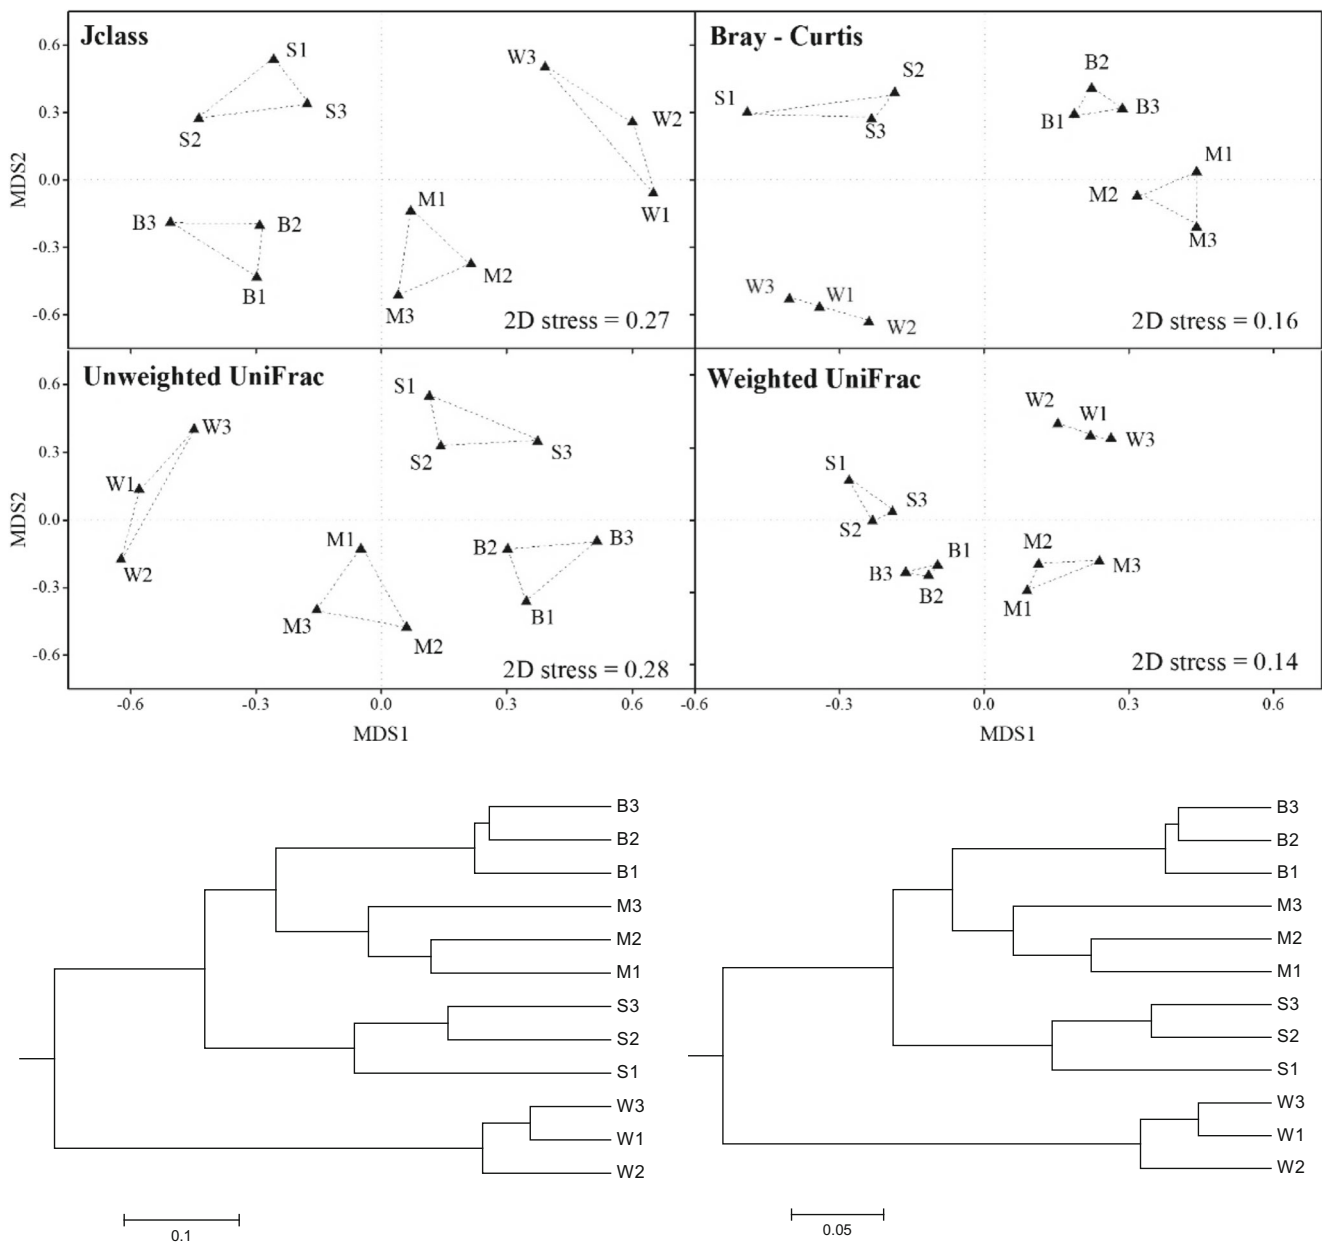 Jclass
Bray - Curtis
0.6
0.3
0.0
-0.3
-0.6
MDS2
S1
S2
S3
W3
W2
W1
B3
B2
B1
M1
M2
M3
2D stress = 0.27
S1
S2
S3
B2
B1
B3
M1
M2
M3
W3
W1
W2
2D stress = 0.16
Unweighted UniFrac
Weighted UniFrac
0.6
0.3
0.0
-0.3
-0.6
MDS2
W3
W1
W2
S1
S2
S3
M1
M3
M2
B2
B3
B1
2D stress = 0.28
W2
W1
W3
S1
S3
S2
B1
B3
B2
M2
M3
M1
2D stress = 0.14
-0.6 -0.3 0.0 0.3 0.6
MDS1
-0.6 -0.3 0.0 0.3 0.6
MDS1
B3
B2
B1
M3
M2
M1
S3
S2
S1
W3
W1
W2
0.1
B3
B2
B1
M3
M2
M1
S3
S2
S1
W3
W1
W2
0.05